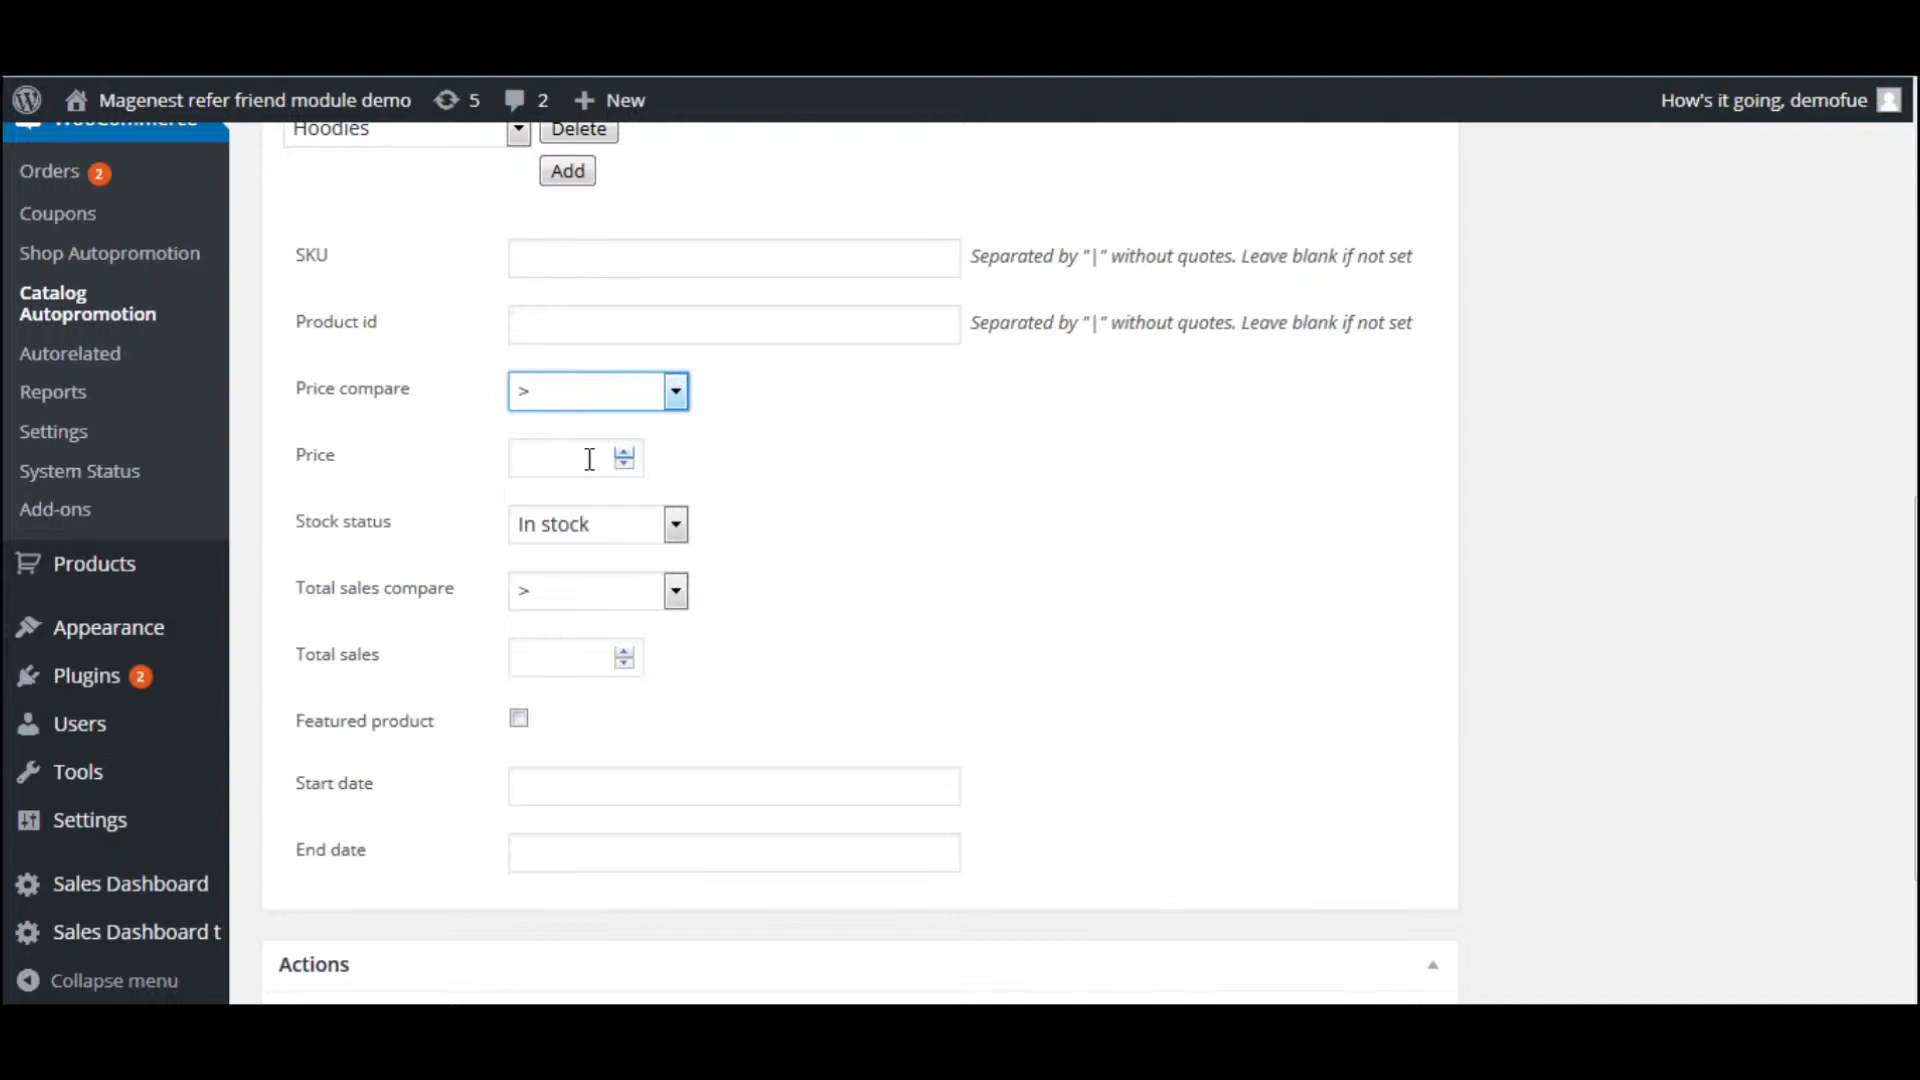 Magenest refer friend module demo 5 2 New How's it going, demofue
WooCommerce
Orders 2
Coupons
Shop Autopromotion
Catalog
Autopromotion
Autorelated
Reports
Settings
System Status
Add-ons
Products
Appearance
Plugins 2
Users
Tools
Settings
Sales Dashboard
Sales Dashboard t
Collapse menu
Hoodies Delete
Add
SKU Separated by "|" without quotes. Leave blank if not set
Product id Separated by "|" without quotes. Leave blank if not set
Price compare >
Price
Stock status In stock
Total sales compare >
Total sales
Featured product
Start date
End date
Actions